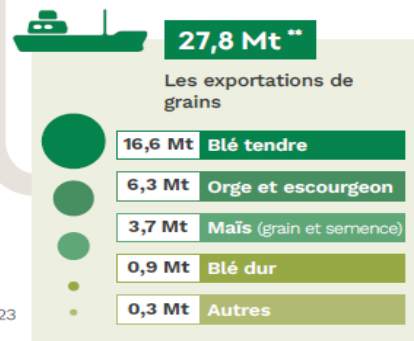 27,8 Mt **
Les exportations de
grains
16,6 Mt Blé tendre
6,3 Mt Orge et escourgeon
3,7 Mt Maïs (grain et semence)
0,9 Mt Blé dur
0,3 Mt Autres
23